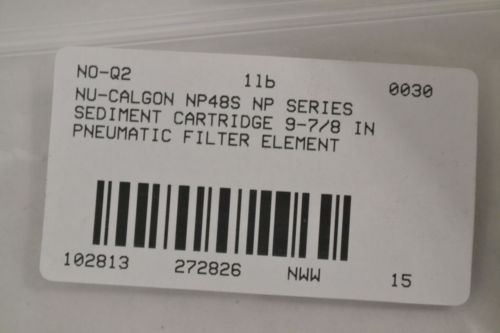 NO-Q2 1lb 0030
NU-CALGON NP48S NP SERIES
SEDIMENT CARTRIDGE 9-7/8 IN
PNEUMATIC FILTER ELEMENT
102813 272826 NWW 15